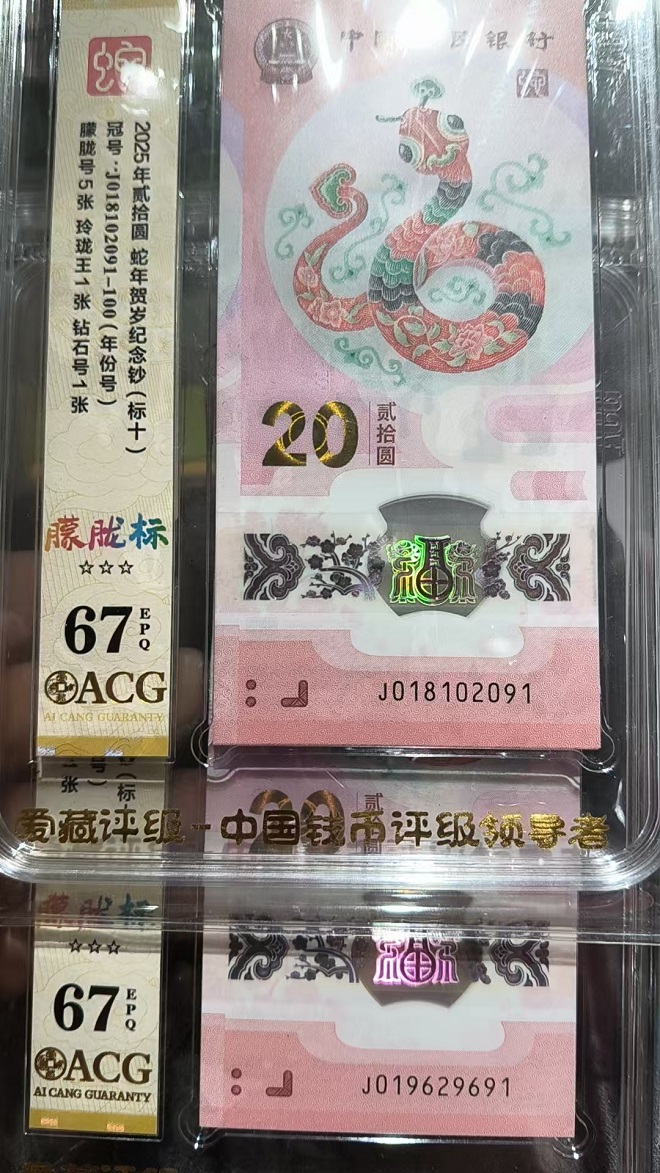 蛇
2025年贰拾圆 蛇年贺岁纪念钞（标十）
冠号：J018102091-100（年份号）
朦胧号5张 玲珑王1张 钻石号1张
朦胧标
☆☆☆
67 EPQ
ACG
AI CANG GUARANTY
中国人民银行
20 贰拾圆
福
J018102091
爱藏评级-中国钱币评级领导者
朦胧标
☆☆☆
67 EPQ
ACG
AI CANG GUARANTY
福
J019629691